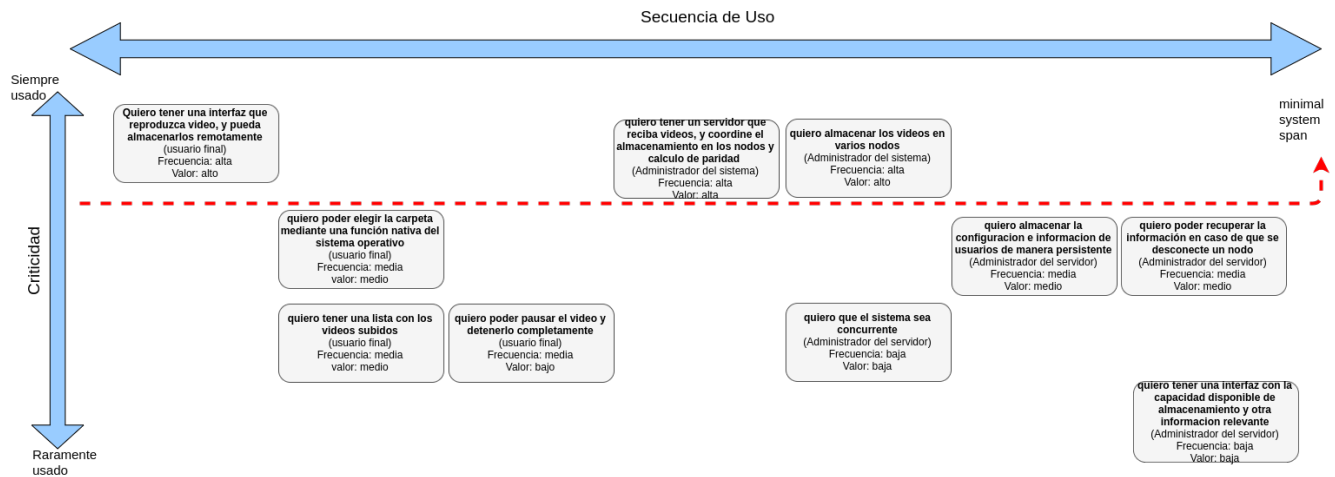 Secuencia de Uso
Siempre
usado
Criticidad
Raramente
usado
minimal
system
span
Quiero tener una interfaz que
reproduzca video, y pueda
almacenarlos remotamente
(usuario final)
Frecuencia: alta
Valor: alto
quiero tener un servidor que
reciba videos, y coordine el
almacenamiento en los nodos y
calculo de paridad
(Administrador del sistema)
Frecuencia: alta
Valor: alta
quiero almacenar los videos en
varios nodos
(Administrador del sistema)
Frecuencia: alta
Valor: alto
quiero poder elegir la carpeta
mediante una función nativa del
sistema operativo
(usuario final)
Frecuencia: media
valor: medio
quiero almacenar la
configuracion e informacion de
usuarios de manera persistente
(Administrador del servidor)
Frecuencia: media
Valor: medio
quiero poder recuperar la
información en caso de que se
desconecte un nodo
(Administrador del servidor)
Frecuencia: media
Valor: medio
quiero tener una lista con los
videos subidos
(usuario final)
Frecuencia: media
valor: medio
quiero poder pausar el video y
detenerlo completamente
(usuario final)
Frecuencia: media
Valor: bajo
quiero que el sistema sea
concurrente
(Administrador del servidor)
Frecuencia: baja
Valor: baja
quiero tener una interfaz con la
capacidad disponible de
almacenamiento y otra
informacion relevante
(Administrador del servidor)
Frecuencia: baja
Valor: baja